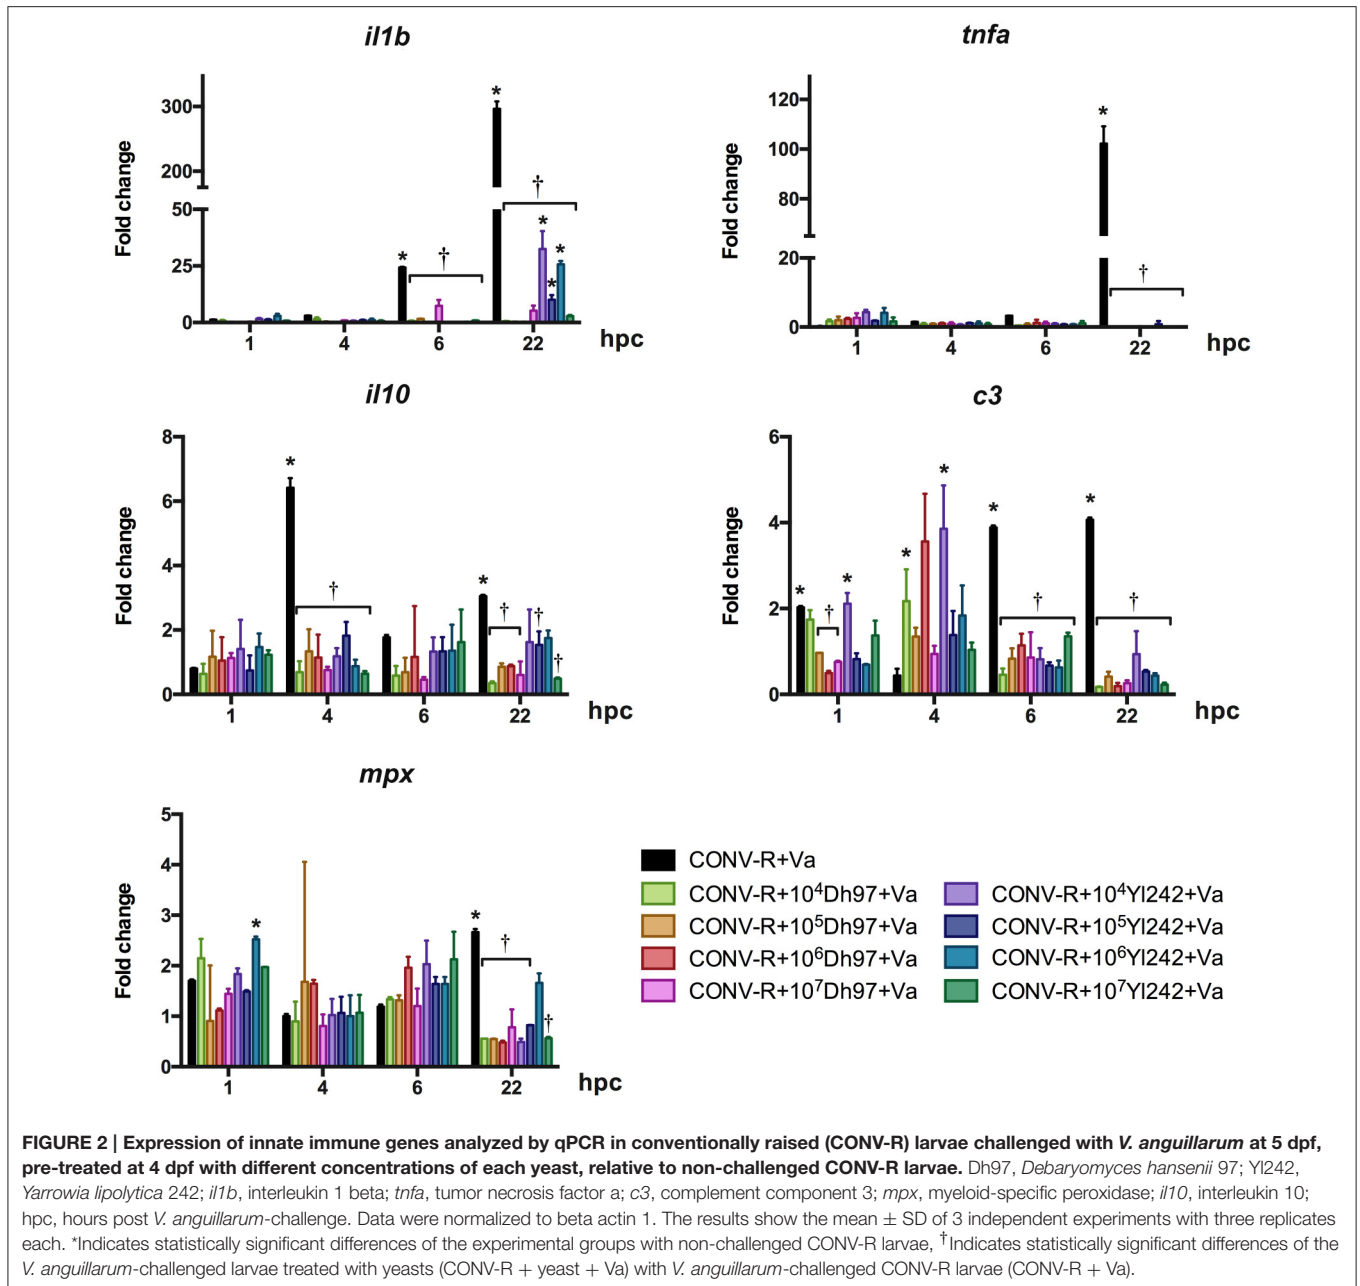 il1b
Fold change
300
200
50
25
0
*
†
*
†
*
*
*
1
4
6
22
hpc
tnfa
Fold change
120
100
80
20
0
*
†
1
4
6
22
hpc
il10
Fold change
8
6
4
2
0
*
†
*
†
†
†
1
4
6
22
hpc
c3
Fold change
6
4
2
0
*
†
*
*
*
*
†
*
†
1
4
6
22
hpc
mpx
Fold change
5
4
3
2
1
0
*
*
†
†
1
4
6
22
hpc
CONV-R+Va
CONV-R+10⁴Dh97+Va
CONV-R+10⁵Dh97+Va
CONV-R+10⁶Dh97+Va
CONV-R+10⁷Dh97+Va
CONV-R+10⁴Yl242+Va
CONV-R+10⁵Yl242+Va
CONV-R+10⁶Yl242+Va
CONV-R+10⁷Yl242+Va
FIGURE 2 | Expression of innate immune genes analyzed by qPCR in conventionally raised (CONV-R) larvae challenged with V. anguillarum at 5 dpf,
pre-treated at 4 dpf with different concentrations of each yeast, relative to non-challenged CONV-R larvae. Dh97, Debaryomyces hansenii 97; Yl242,
Yarrowia lipolytica 242; il1b, interleukin 1 beta; tnfa, tumor necrosis factor a; c3, complement component 3; mpx, myeloid-specific peroxidase; il10, interleukin 10;
hpc, hours post V. anguillarum-challenge. Data were normalized to beta actin 1. The results show the mean ± SD of 3 independent experiments with three replicates
each. *Indicates statistically significant differences of the experimental groups with non-challenged CONV-R larvae, †Indicates statistically significant differences of the
V. anguillarum-challenged larvae treated with yeasts (CONV-R + yeast + Va) with V. anguillarum-challenged CONV-R larvae (CONV-R + Va).